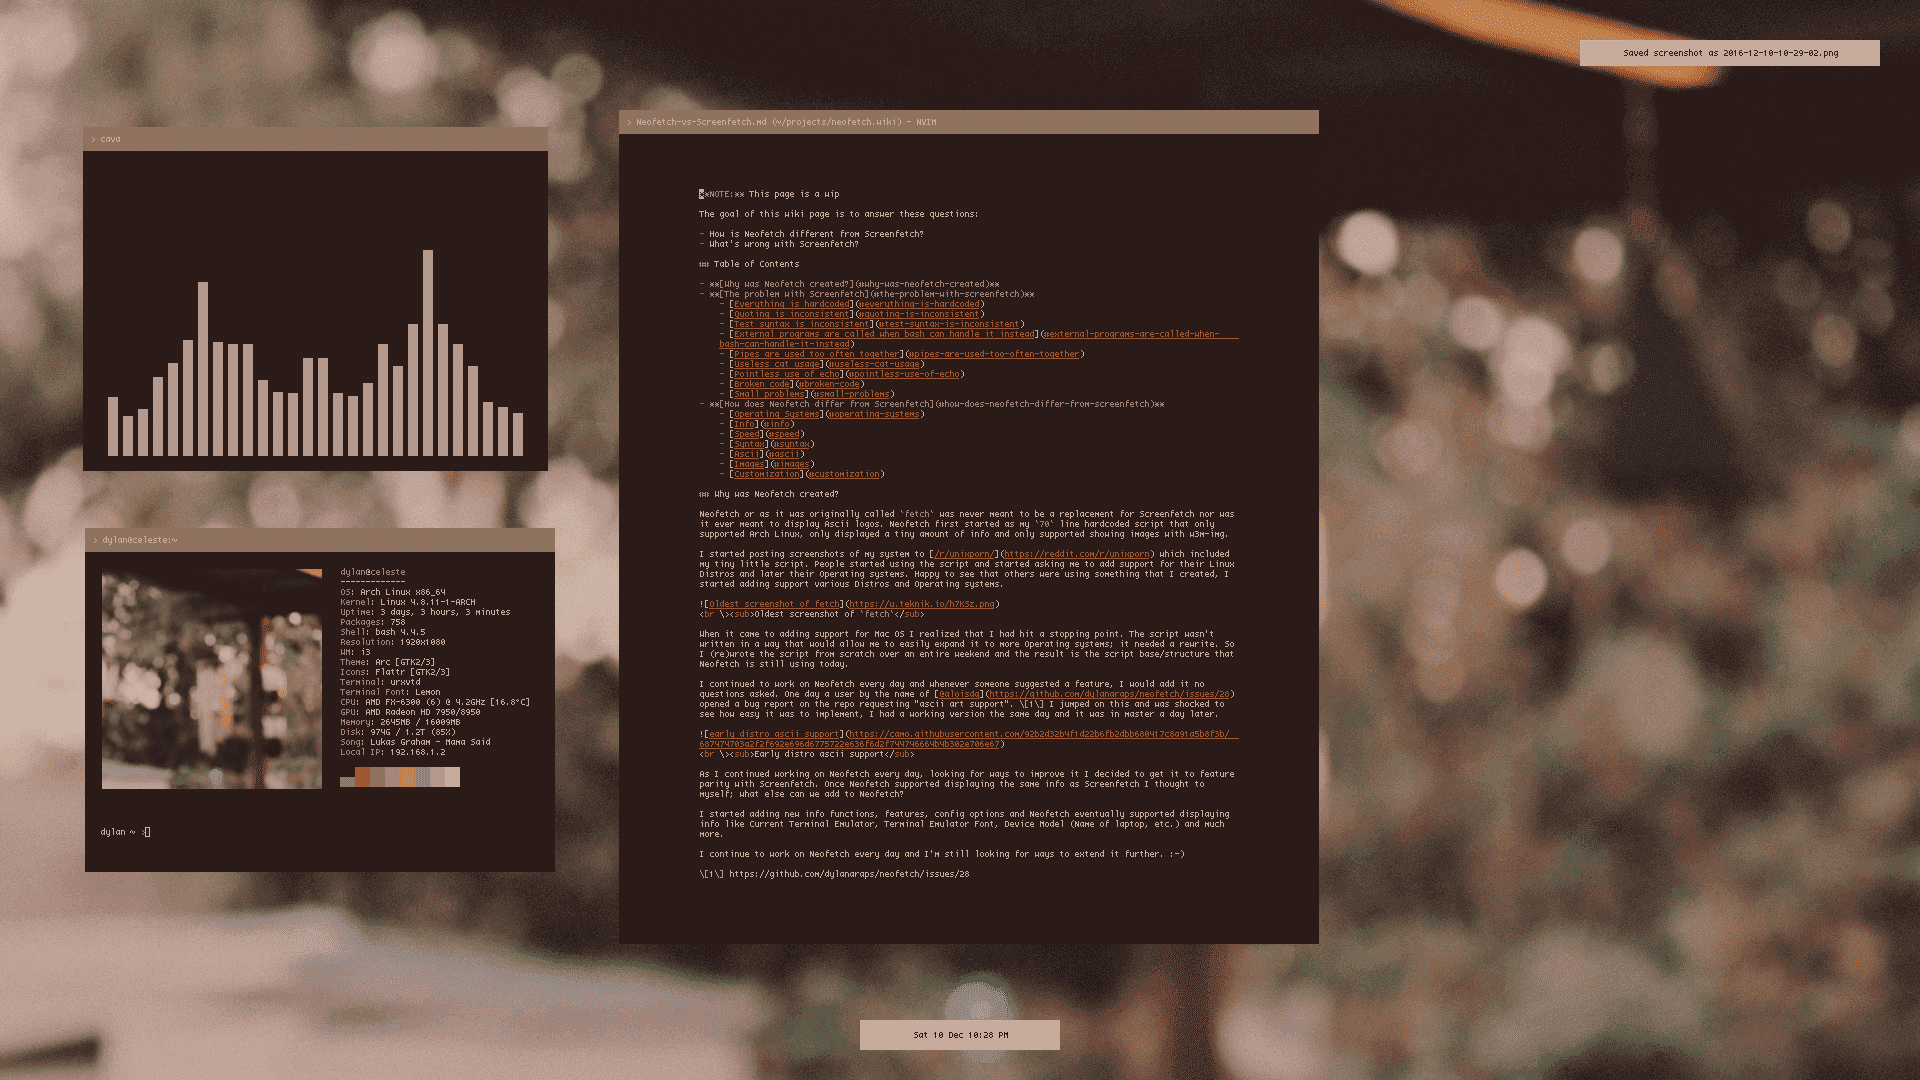 Saved screenshot as 2016-12-10-10-29-02.png
> cava
> Neofetch-vs-Screenfetch.md (~/projects/neofetch.wiki) - NVIM
**NOTE:** This page is a wip
The goal of this wiki page is to answer these questions:
- How is Neofetch different from Screenfetch?
- What's wrong with Screenfetch?
## Table of Contents
- **[Why was Neofetch created?](#why-was-neofetch-created)**
- **[The problem with Screenfetch](#the-problem-with-screenfetch)**
- [Everything is hardcoded](#everything-is-hardcoded)
- [Quoting is inconsistent](#quoting-is-inconsistent)
- [Test syntax is inconsistent](#test-syntax-is-inconsistent)
- [External programs are called when bash can handle it instead](#external-programs-are-called-when-
bash-can-handle-it-instead)
- [Pipes are used too often together](#pipes-are-used-too-often-together)
- [Useless cat usage](#useless-cat-usage)
- [Pointless use of echo](#pointless-use-of-echo)
- [Broken code](#broken-code)
- [Small problems](#small-problems)
- **[How does Neofetch differ from Screenfetch](#how-does-neofetch-differ-from-screenfetch)**
- [Operating Systems](#operating-systems)
- [Info](#info)
- [Speed](#speed)
- [Syntax](#syntax)
- [Ascii](#ascii)
- [Images](#images)
- [Customization](#customization)
## Why was Neofetch created?
Neofetch or as it was originally called `fetch` was never meant to be a replacement for Screenfetch nor was
it ever meant to display Ascii logos. Neofetch first started as my `70` line hardcoded script that only
supported Arch Linux, only displayed a tiny amount of info and only supported showing images with w3m-img.
I started posting screenshots of my system to [/r/unixporn/](https://reddit.com/r/unixporn) which included
my tiny little script. People started using the script and started asking me to add support for their Linux
Distros and later their Operating systems. Happy to see that others were using something that I created, I
started adding support various Distros and Operating systems.
![Oldest screenshot of fetch](https://u.teknik.io/h7KSz.png)
<br \><sub>Oldest screenshot of `fetch`</sub>
When it came to adding support for Mac OS I realized that I had hit a stopping point. The script wasn't
written in a way that would allow me to easily expand it to more Operating systems; it needed a rewrite. So
I (re)wrote the script from scratch over an entire weekend and the result is the script base/structure that
Neofetch is still using today.
I continued to work on Neofetch every day and whenever someone suggested a feature, I would add it no
questions asked. One day a user by the name of [@aloisdg](https://github.com/dylanaraps/neofetch/issues/28)
opened a bug report on the repo requesting "ascii art support". \[1\] I jumped on this and was shocked to
see how easy it was to implement, I had a working version the same day and it was in master a day later.
![early distro ascii support](https://camo.githubusercontent.com/92b2d32b4f1d22b6fb2dbb680417c8a91a5b8f3b/
687474703a2f2f692e696d6775722e636f6d2f744746664b4b302e706e67)
<br \><sub>Early distro ascii support</sub>
As I continued working on Neofetch every day, looking for ways to improve it I decided to get it to feature
parity with Screenfetch. Once Neofetch supported displaying the same info as Screenfetch I thought to
myself; what else can we add to Neofetch?
I started adding new info functions, features, config options and Neofetch eventually supported displaying
info like Current Terminal Emulator, Terminal Emulator Font, Device Model (Name of laptop, etc.) and much
more.
I continue to work on Neofetch every day and I'm still looking for ways to extend it further. :-)
\[1\] https://github.com/dylanaraps/neofetch/issues/28
> dylan@celeste:~
dylan@celeste
-------------
OS: Arch Linux x86_64
Kernel: Linux 4.8.11-1-ARCH
Uptime: 3 days, 3 hours, 3 minutes
Packages: 758
Shell: bash 4.4.5
Resolution: 1920x1080
WM: i3
Theme: Arc [GTK2/3]
Icons: Flattr [GTK2/3]
Terminal: urxvtd
Terminal Font: Lemon
CPU: AMD FX-6300 (6) @ 4.2GHz [16.8°C]
GPU: AMD Radeon HD 7950/8950
Memory: 2645MB / 16009MB
Disk: 974G / 1.2T (85%)
Song: Lukas Graham - Mama Said
Local IP: 192.168.1.2
dylan ~ >
Sat 10 Dec 10:28 PM